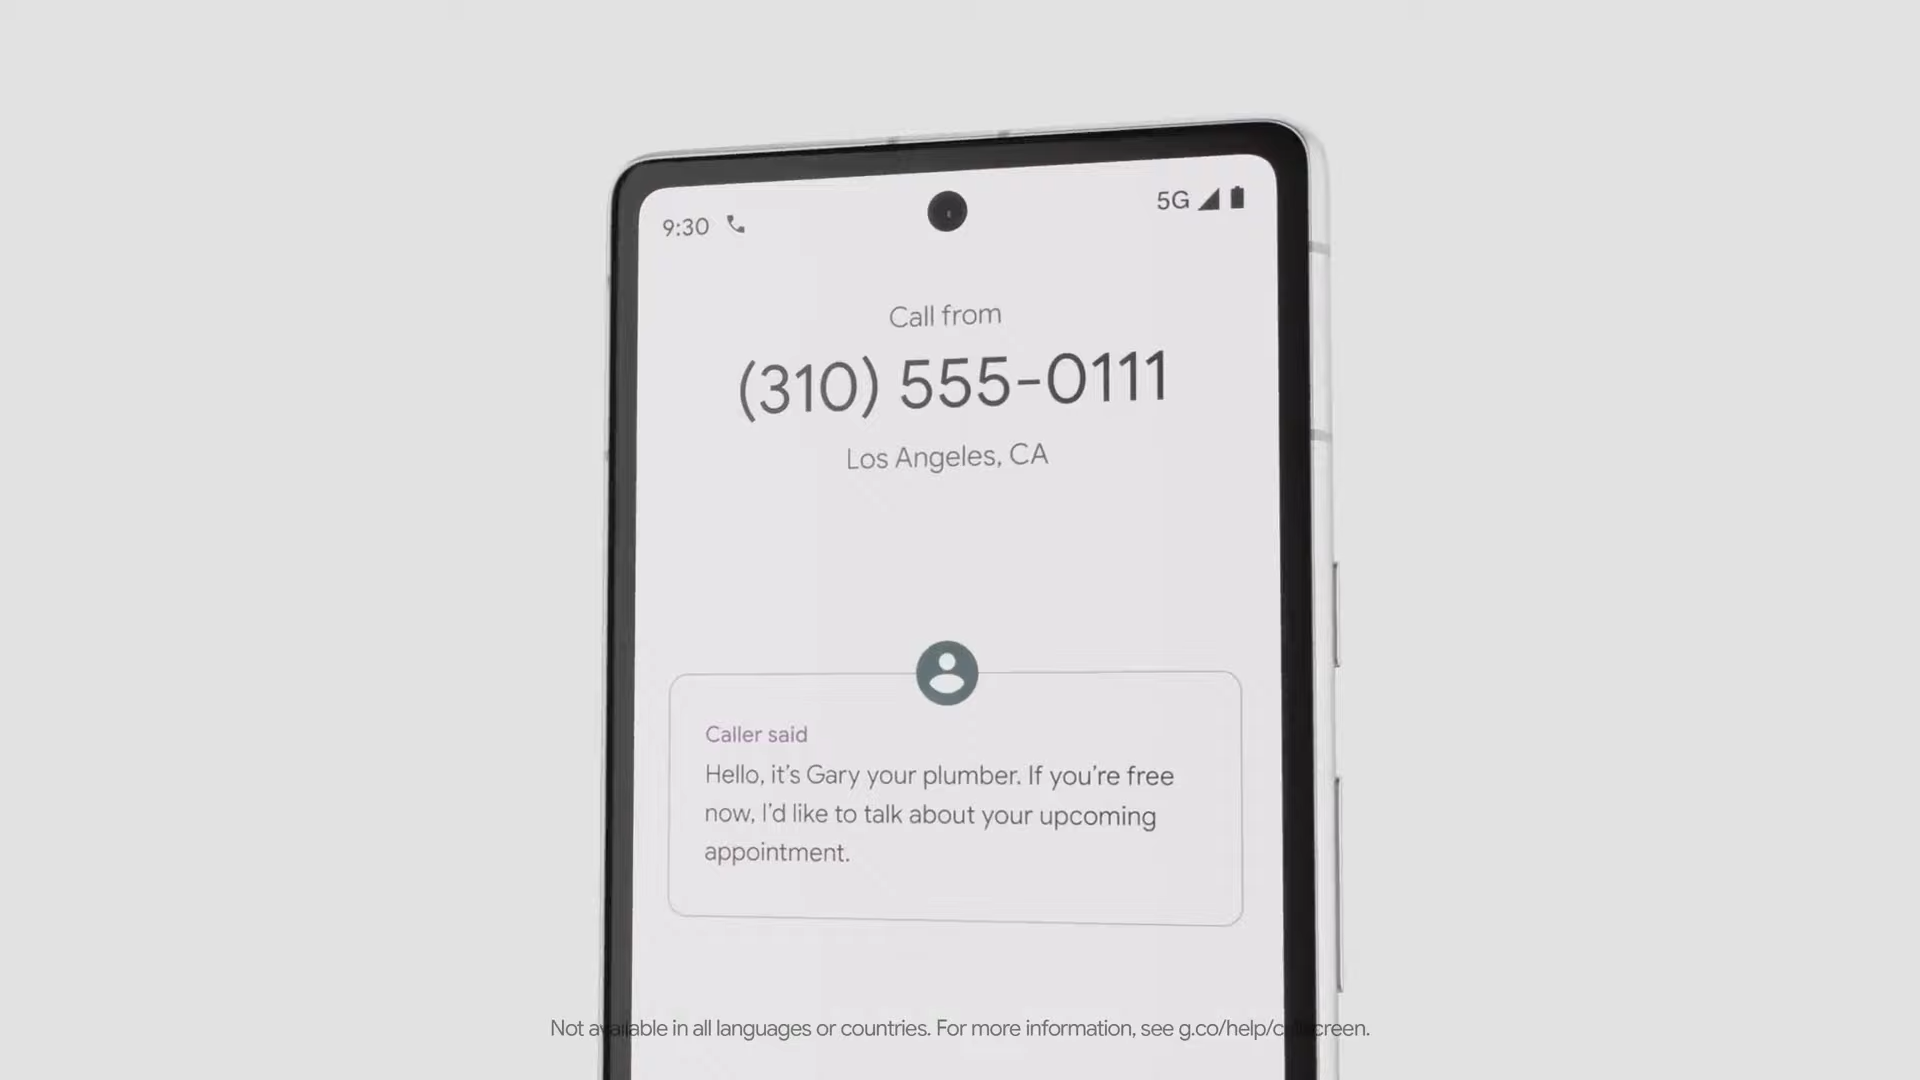 9:30
5G
Call from
(310) 555-0111
Los Angeles, CA
Caller said
Hello, it's Gary your plumber. If you're free
now, I'd like to talk about your upcoming
appointment.
Not available in all languages or countries. For more information, see g.co/help/callscreen.